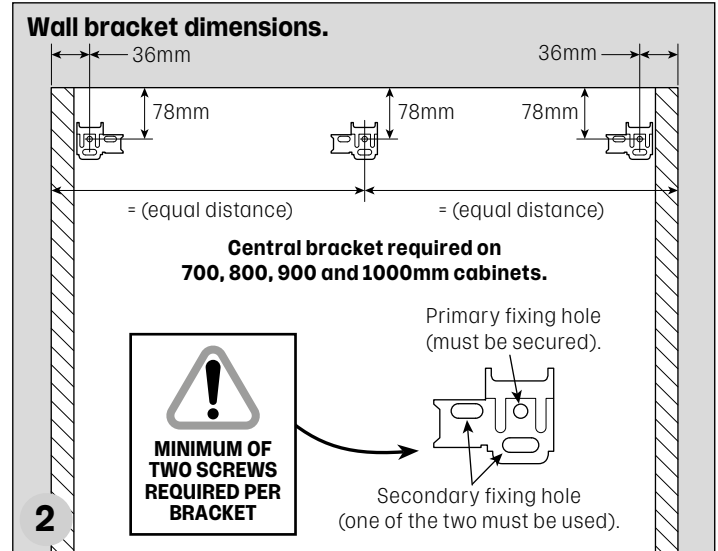 Wall bracket dimensions.
36mm
36mm
78mm
78mm
78mm
= (equal distance)
= (equal distance)
Central bracket required on
700, 800, 900 and 1000mm cabinets.
Primary fixing hole
(must be secured).
MINIMUM OF
TWO SCREWS
REQUIRED PER
BRACKET
Secondary fixing hole
(one of the two must be used).
2